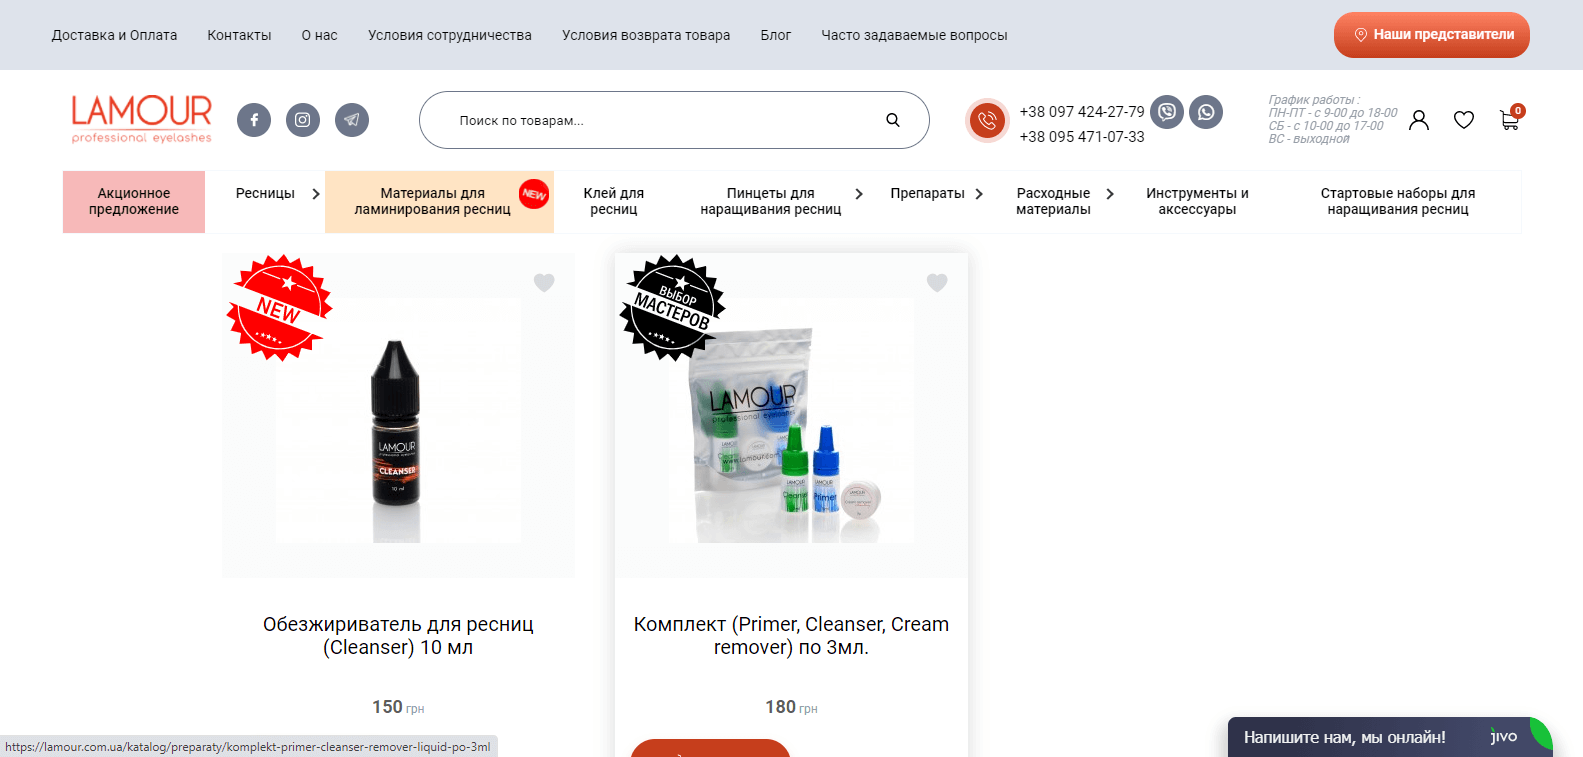 Доставка и Оплата Контакты О нас Условия сотрудничества Условия возврата товара Блог Часто задаваемые вопросы
Наши представители
LAMOUR
professional eyelashes
Поиск по товарам...
+38 097 424-27-79
+38 095 471-07-33
График работы :
ПН-ПТ - с 9-00 до 18-00
СБ - с 10-00 до 17-00
ВС - выходной
0
Акционное
предложение
Ресницы
Материалы для
ламинирования ресниц
NEW
Клей для
ресниц
Пинцеты для
наращивания ресниц
Препараты
Расходные
материалы
Инструменты и
аксессуары
Стартовые наборы для
наращивания ресниц
NEW
LAMOUR
CLEANSER
10 ml
ВЫБОР
МАСТЕРОВ
LAMOUR
professional eyelashes
www.lamour.com
LAMOUR
Cleanser
LAMOUR
Primer
LAMOUR
Обезжириватель для ресниц
(Cleanser) 10 мл
150 грн
Комплект (Primer, Cleanser, Cream
remover) по 3мл.
180 грн
https://lamour.com.ua/katalog/preparaty/komplekt-primer-cleanser-remover-liquid-po-3ml
Напишите нам, мы онлайн!
jivo